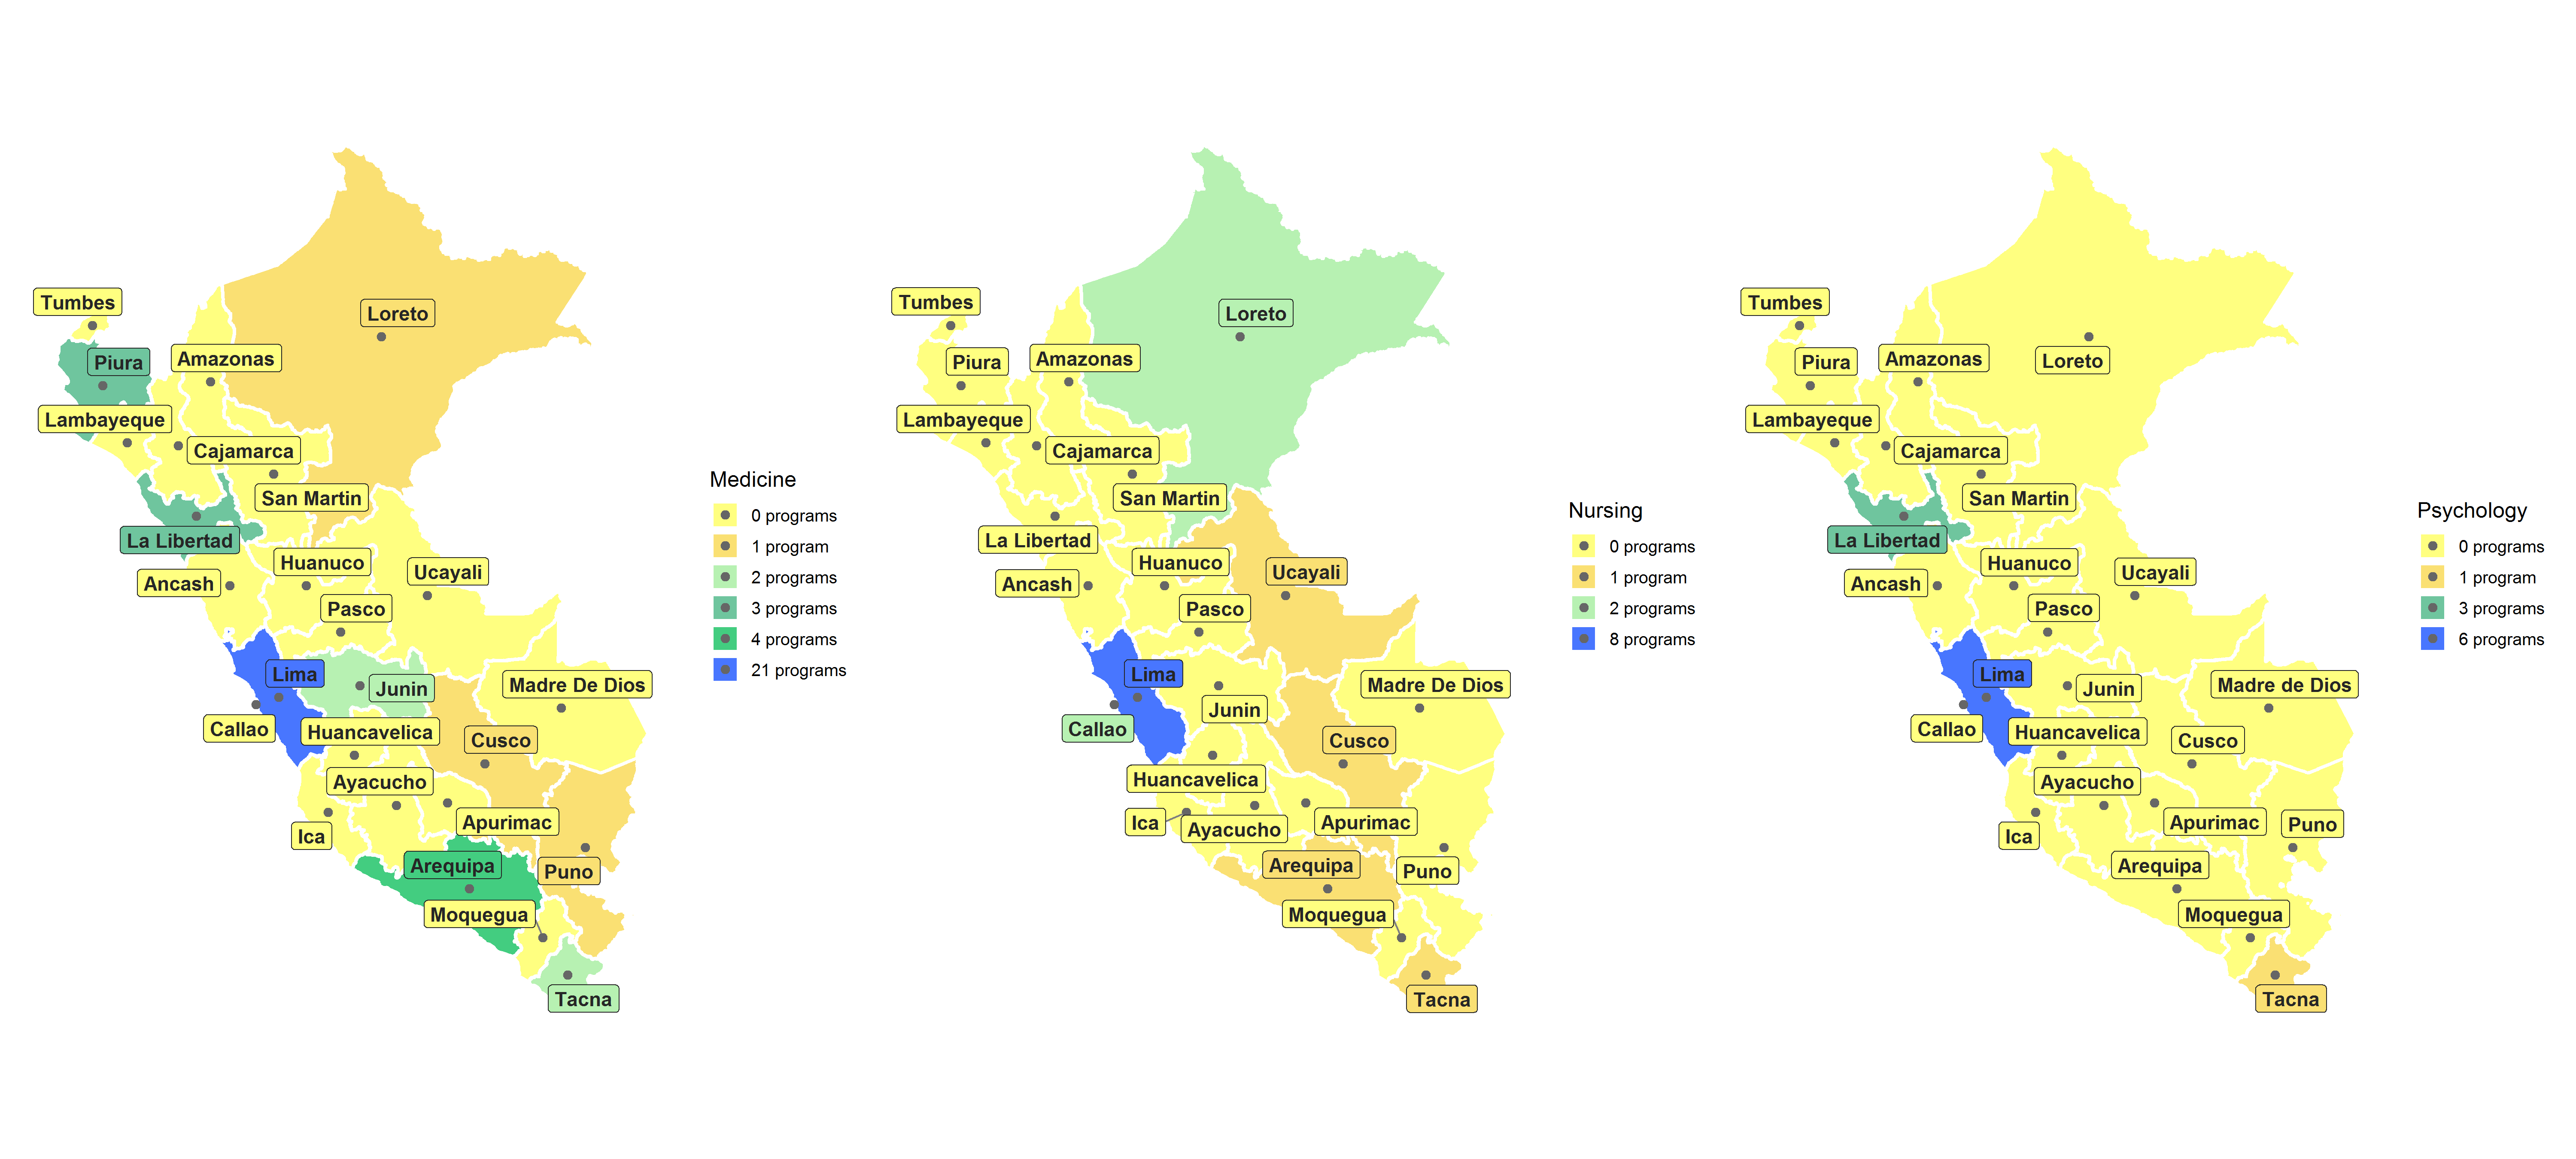 Tumbes
Loreto
Piura
Amazonas
Lambayeque
Cajamarca
San Martin
La Libertad
Huanuco
Ucayali
Ancash
Pasco
Lima
Junin
Madre De Dios
Callao
Huancavelica
Cusco
Ayacucho
Apurimac
Ica
Arequipa
Puno
Moquegua
Tacna
Medicine
0 programs
1 program
2 programs
3 programs
4 programs
21 programs
Tumbes
Loreto
Piura
Amazonas
Lambayeque
Cajamarca
San Martin
La Libertad
Huanuco
Ucayali
Ancash
Pasco
Lima
Madre De Dios
Junin
Callao
Cusco
Huancavelica
Ica
Ayacucho
Apurimac
Arequipa
Puno
Moquegua
Tacna
Nursing
0 programs
1 program
2 programs
8 programs
Tumbes
Piura
Amazonas
Loreto
Lambayeque
Cajamarca
San Martin
La Libertad
Huanuco
Ucayali
Ancash
Pasco
Lima
Junin
Madre de Dios
Callao
Huancavelica
Cusco
Ayacucho
Apurimac
Puno
Ica
Arequipa
Moquegua
Tacna
Psychology
0 programs
1 program
3 programs
6 programs